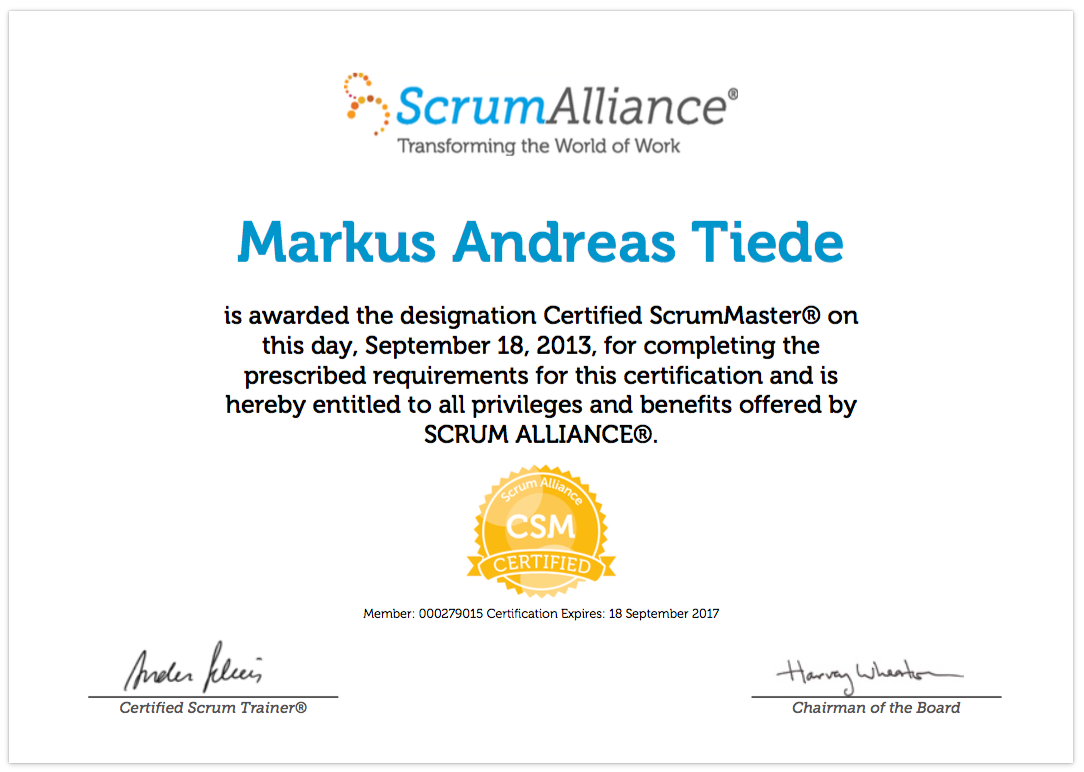 ScrumAlliance®
Transforming the World of Work
Markus Andreas Tiede
is awarded the designation Certified ScrumMaster® on
this day, September 18, 2013, for completing the
prescribed requirements for this certification and is
hereby entitled to all privileges and benefits offered by
SCRUM ALLIANCE®.
Scrum Alliance
CSM
CERTIFIED
Member: 000279015 Certification Expires: 18 September 2017
Harvey Wheaton
Certified Scrum Trainer®
Chairman of the Board